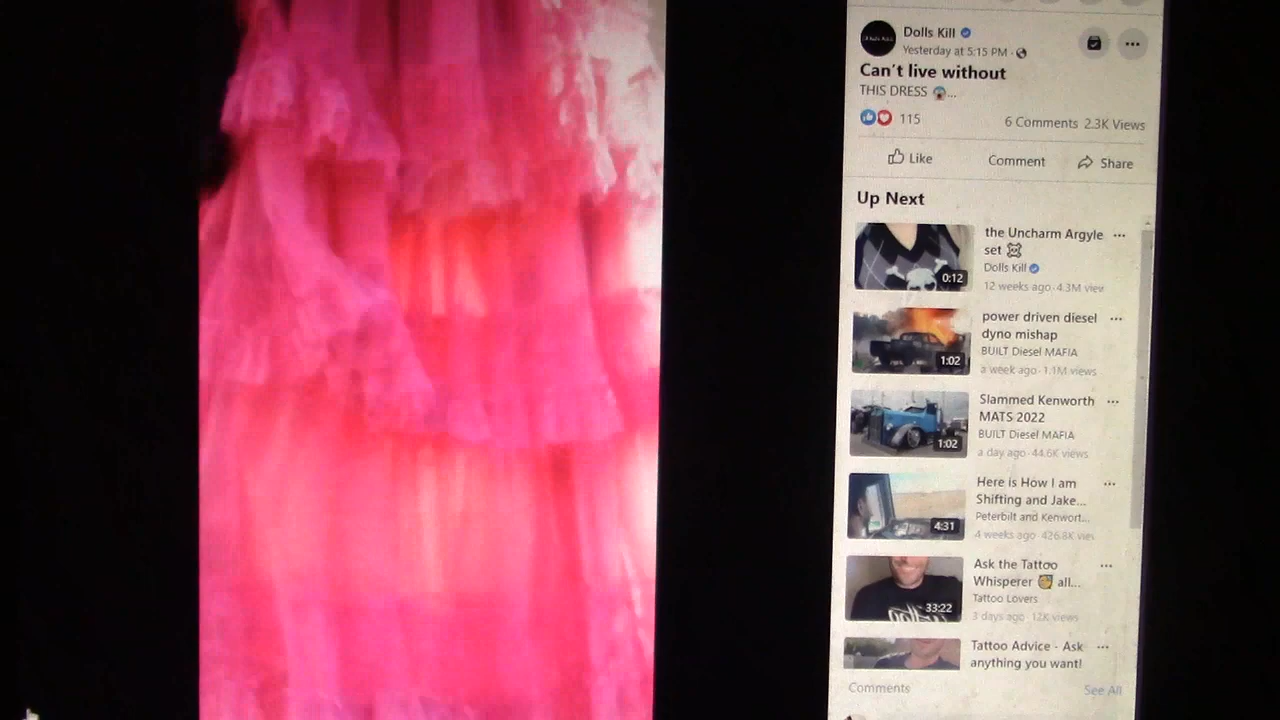 Dolls Kill
Yesterday at 5:15 PM ·
Can't live without
THIS DRESS 😱...
115
6 Comments 2.3K Views
Like
Comment
Share
Up Next
the Uncharm Argyle
set ☠
Dolls Kill
12 weeks ago · 4.3M view
0:12
power driven diesel
dyno mishap
BUILT Diesel MAFIA
a week ago · 1.1M views
1:02
Slammed Kenworth
MATS 2022
BUILT Diesel MAFIA
a day ago · 44.6K views
1:02
Here is How I am
Shifting and Jake...
Peterbilt and Kenwort...
4 weeks ago · 426.8K vie
4:31
Ask the Tattoo
Whisperer all...
Tattoo Lovers
3 days ago · 12K views
33:22
Tattoo Advice - Ask
anything you want!
Comments
See All